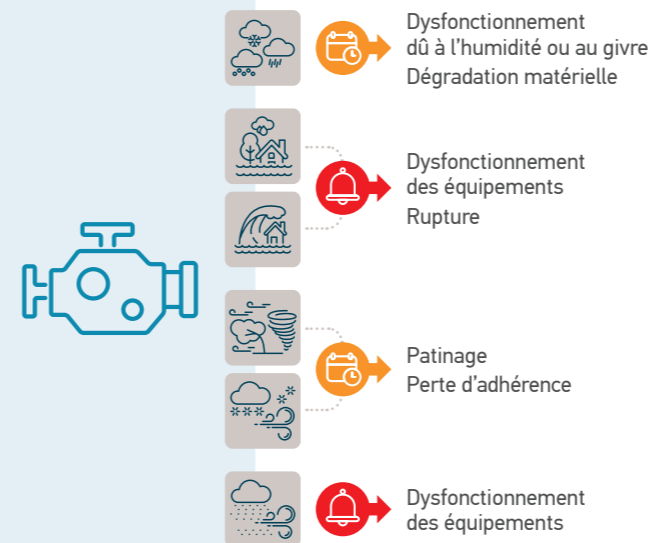 Dysfonctionnement
dû à l’humidité ou au givre
Dégradation matérielle
Dysfonctionnement
des équipements
Rupture
Patinage
Perte d’adhérence
Dysfonctionnement
des équipements